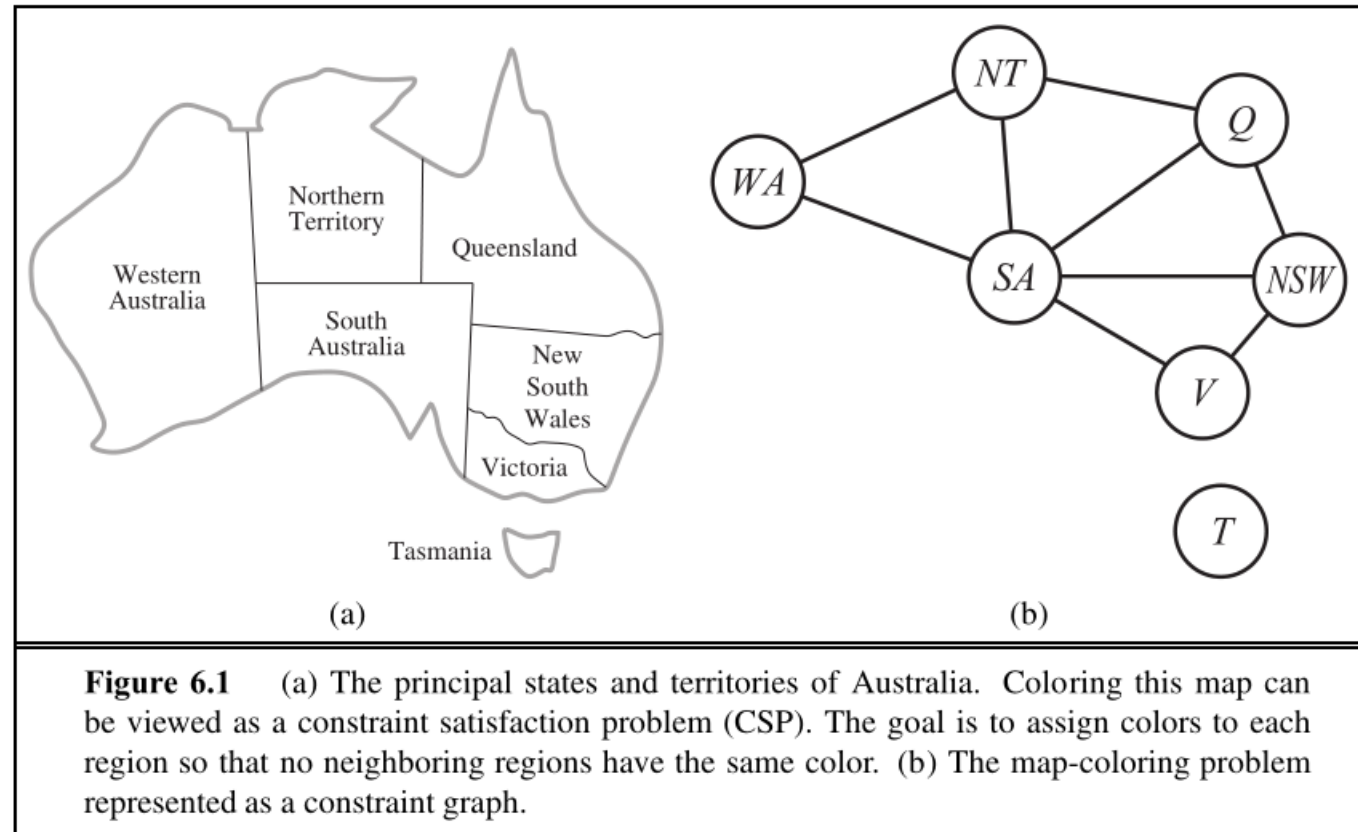 Northern
Territory
Queensland
Western
Australia
South
Australia
New
South
Wales
Victoria
Tasmania
(a)
NT
Q
WA
SA
NSW
V
T
(b)
Figure 6.1 (a) The principal states and territories of Australia. Coloring this map can
be viewed as a constraint satisfaction problem (CSP). The goal is to assign colors to each
region so that no neighboring regions have the same color. (b) The map-coloring problem
represented as a constraint graph.